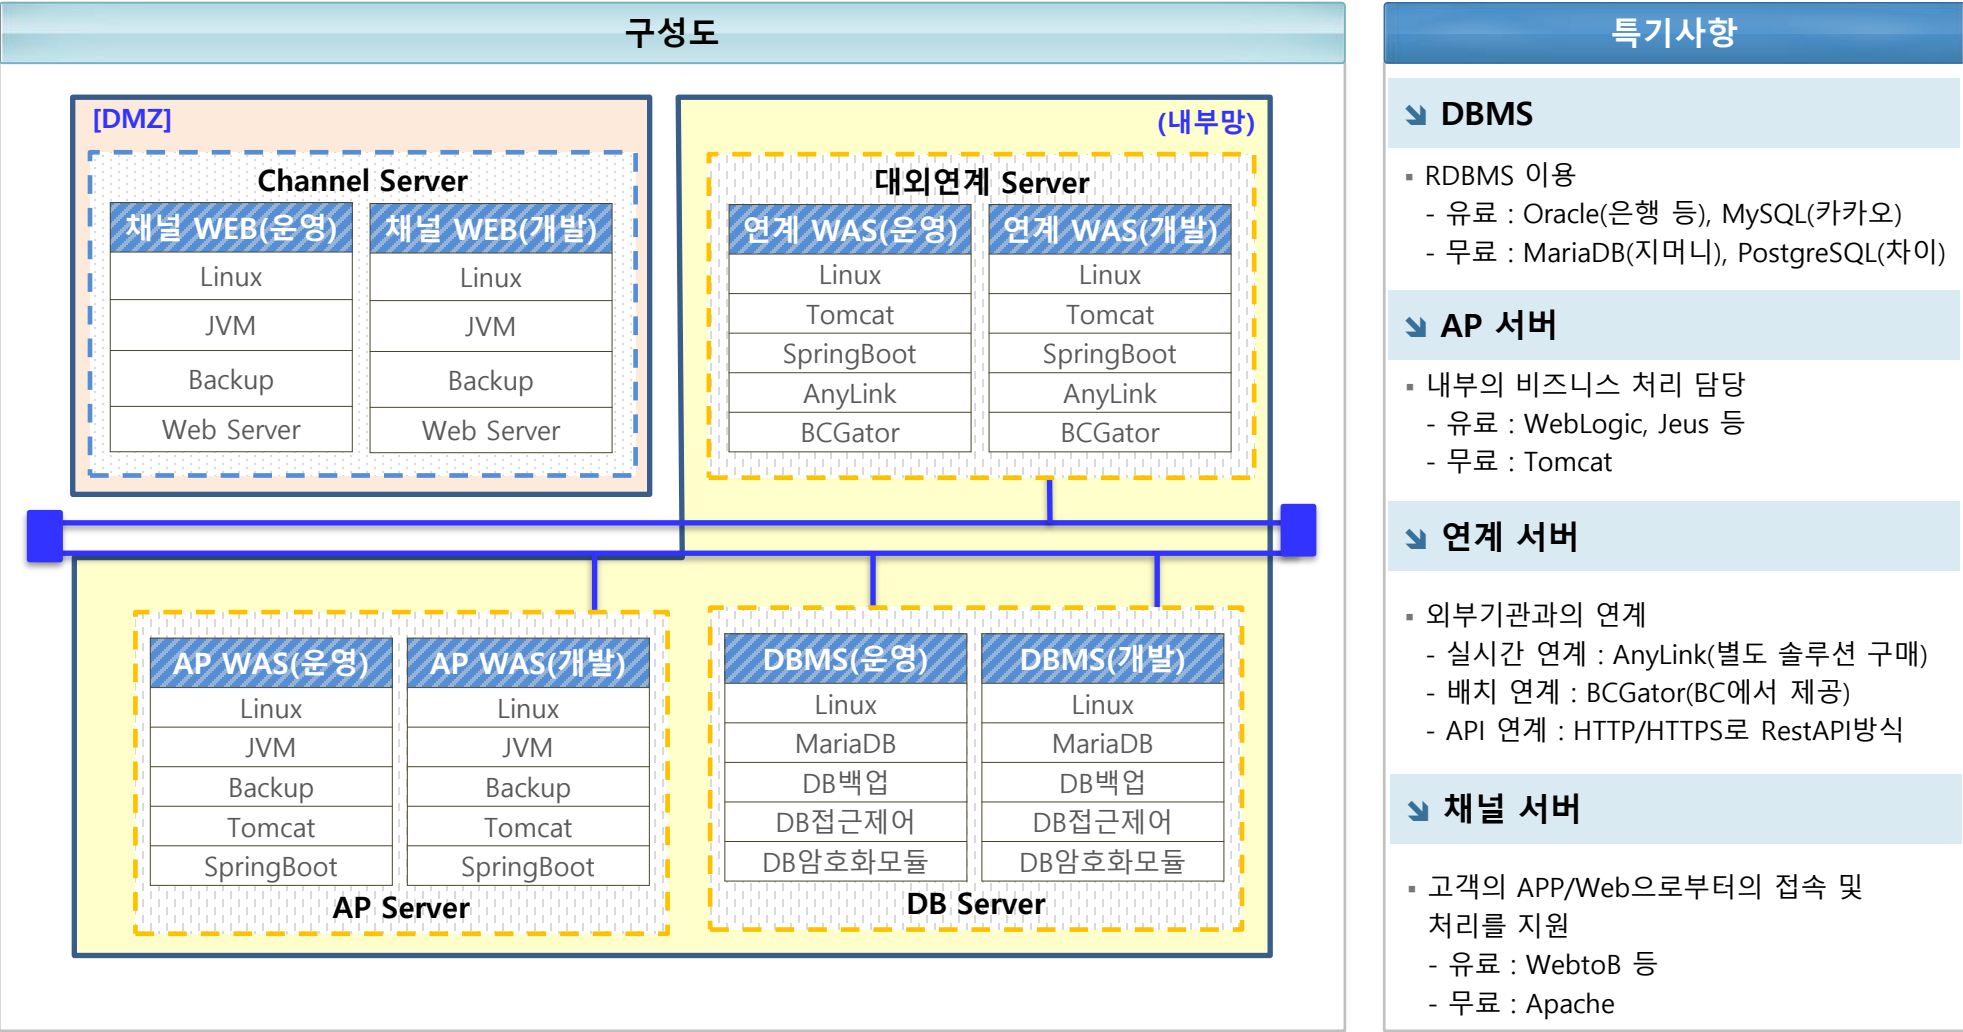 구성도
[DMZ]
Channel Server
채널 WEB(운영)
Linux
JVM
Backup
Web Server
채널 WEB(개발)
Linux
JVM
Backup
Web Server
(내부망)
대외연계 Server
연계 WAS(운영)
Linux
Tomcat
SpringBoot
AnyLink
BCGator
연계 WAS(개발)
Linux
Tomcat
SpringBoot
AnyLink
BCGator
AP WAS(운영)
Linux
JVM
Backup
Tomcat
SpringBoot
AP WAS(개발)
Linux
JVM
Backup
Tomcat
SpringBoot
AP Server
DBMS(운영)
Linux
MariaDB
DB백업
DB접근제어
DB암호화모듈
DBMS(개발)
Linux
MariaDB
DB백업
DB접근제어
DB암호화모듈
DB Server
특기사항
DBMS
▪ RDBMS 이용
- 유료 : Oracle(은행 등), MySQL(카카오)
- 무료 : MariaDB(지머니), PostgreSQL(차이)
AP 서버
▪ 내부의 비즈니스 처리 담당
- 유료 : WebLogic, Jeus 등
- 무료 : Tomcat
연계 서버
▪ 외부기관과의 연계
- 실시간 연계 : AnyLink(별도 솔루션 구매)
- 배치 연계 : BCGator(BC에서 제공)
- API 연계 : HTTP/HTTPS로 RestAPI방식
채널 서버
▪ 고객의 APP/Web으로부터의 접속 및
처리를 지원
- 유료 : WebtoB 등
- 무료 : Apache